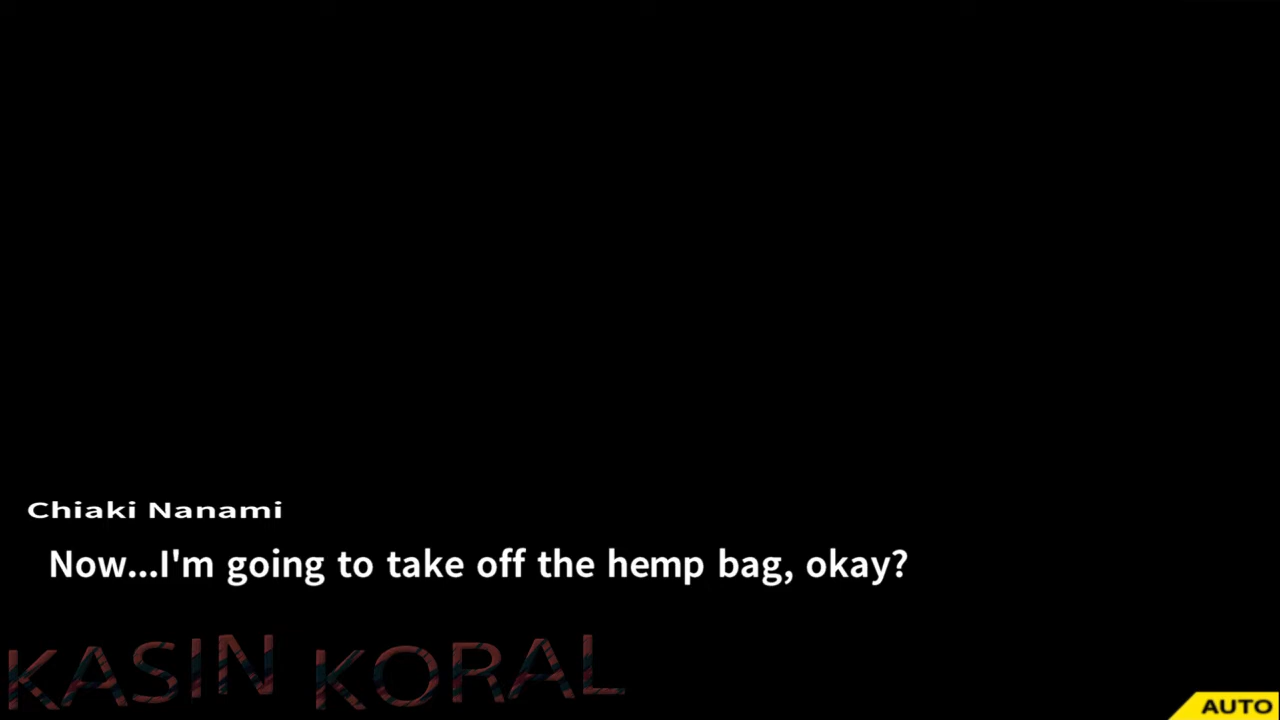 Chiaki Nanami
Now...I'm going to take off the hemp bag, okay?
KASIN KORAL
AUTO